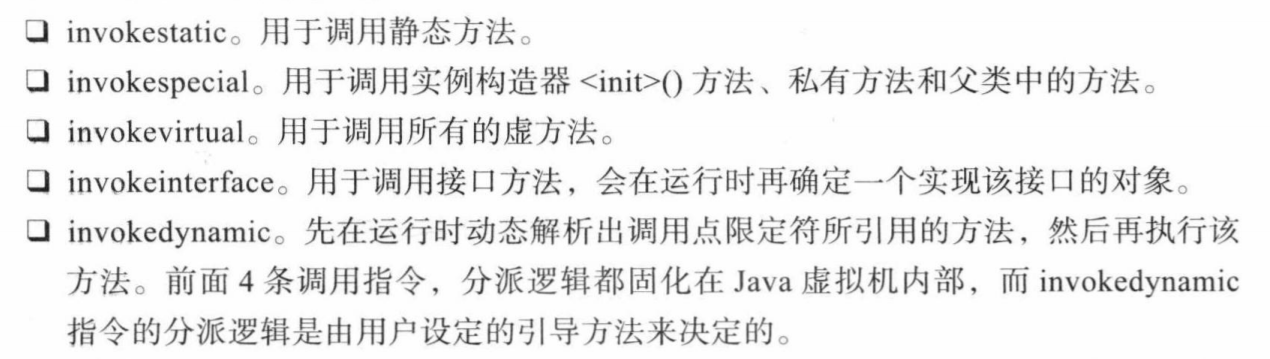 ❑ invokestatic。用于调用静态方法。
❑ invokespecial。用于调用实例构造器 <init>() 方法、私有方法和父类中的方法。
❑ invokevirtual。用于调用所有的虚方法。
❑ invokeinterface。用于调用接口方法，会在运行时再确定一个实现该接口的对象。
❑ invokedynamic。先在运行时动态解析出调用点限定符所引用的方法，然后再执行该
方法。前面 4 条调用指令，分派逻辑都固化在 Java 虚拟机内部，而 invokedynamic
指令的分派逻辑是由用户设定的引导方法来决定的。